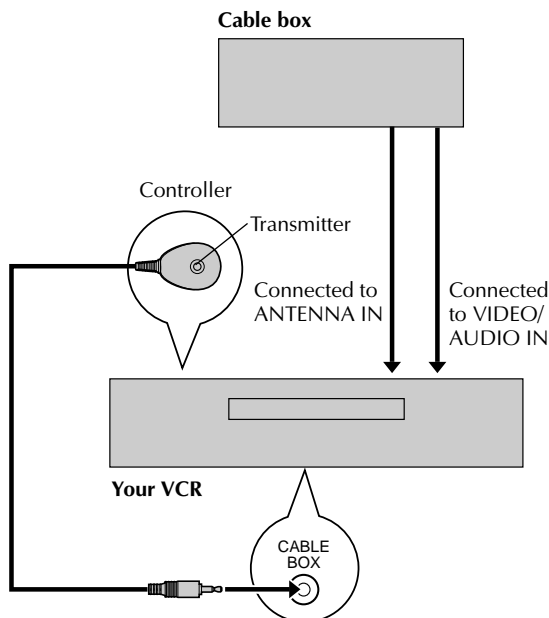 Cable box
Controller
Transmitter
Connected to
ANTENNA IN
Connected
to VIDEO/
AUDIO IN
Your VCR
CABLE
BOX